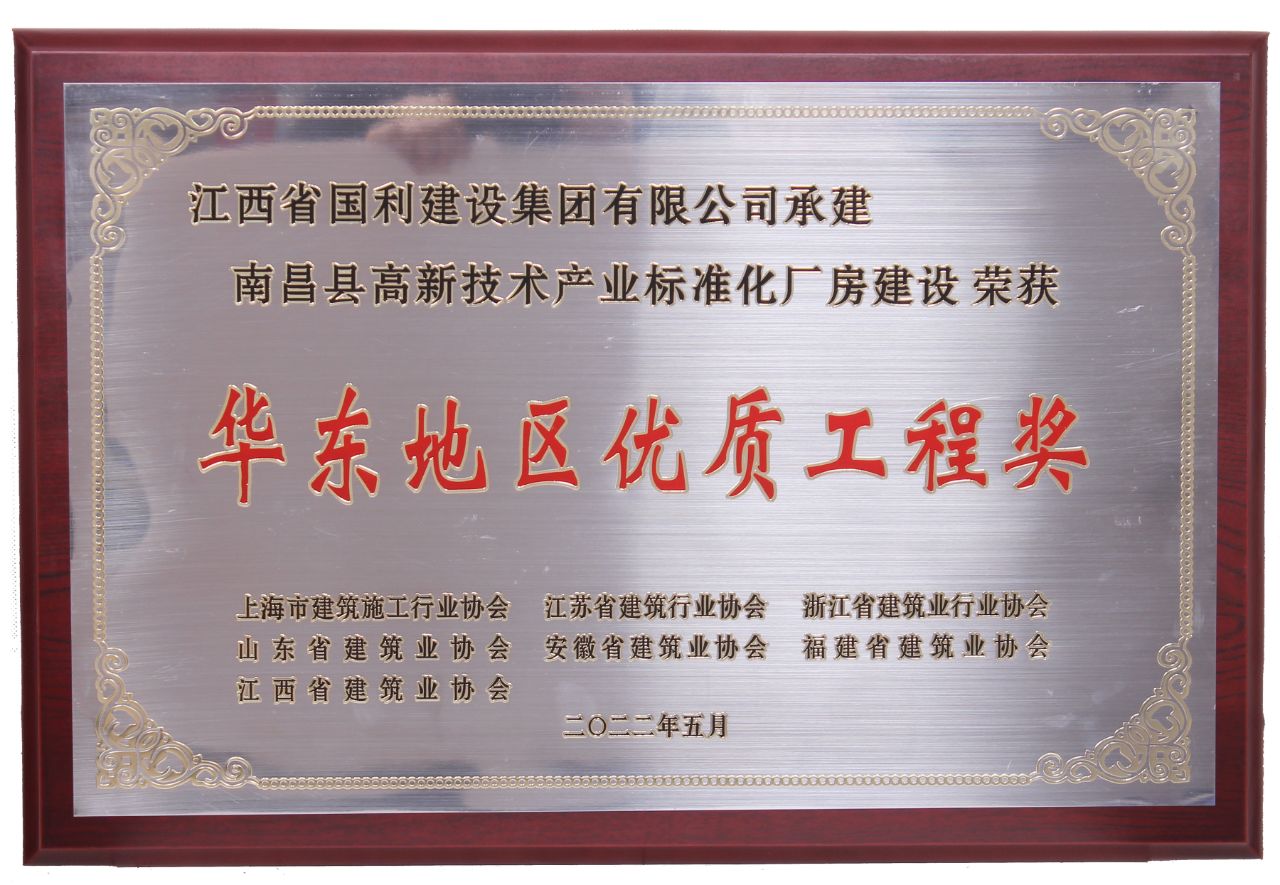 江西省国利建设集团有限公司承建
南昌县高新技术产业标准化厂房建设 荣获
华东地区优质工程奖
上海市建筑施工行业协会 江苏省建筑行业协会 浙江省建筑业行业协会
山东省建筑业协会 安徽省建筑业协会 福建省建筑业协会
江西省建筑业协会
二〇二二年五月